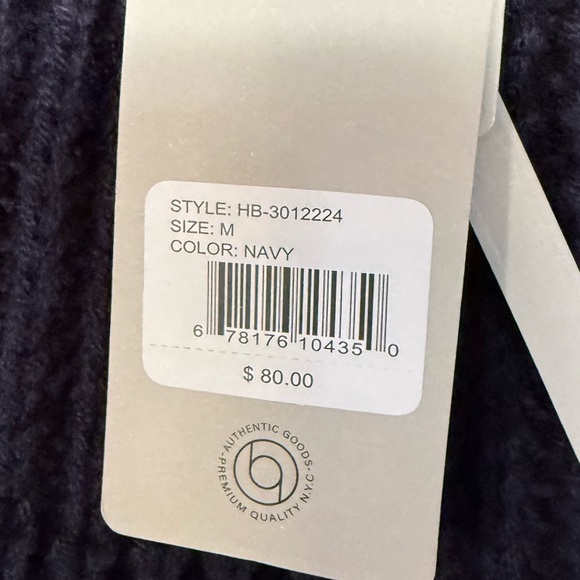 STYLE: HB-3012224
SIZE: M
COLOR: NAVY
6 78176 10435 0
$ 80.00
-AUTHENTIC GOODS-
PREMIUM QUALITY N.Y.C